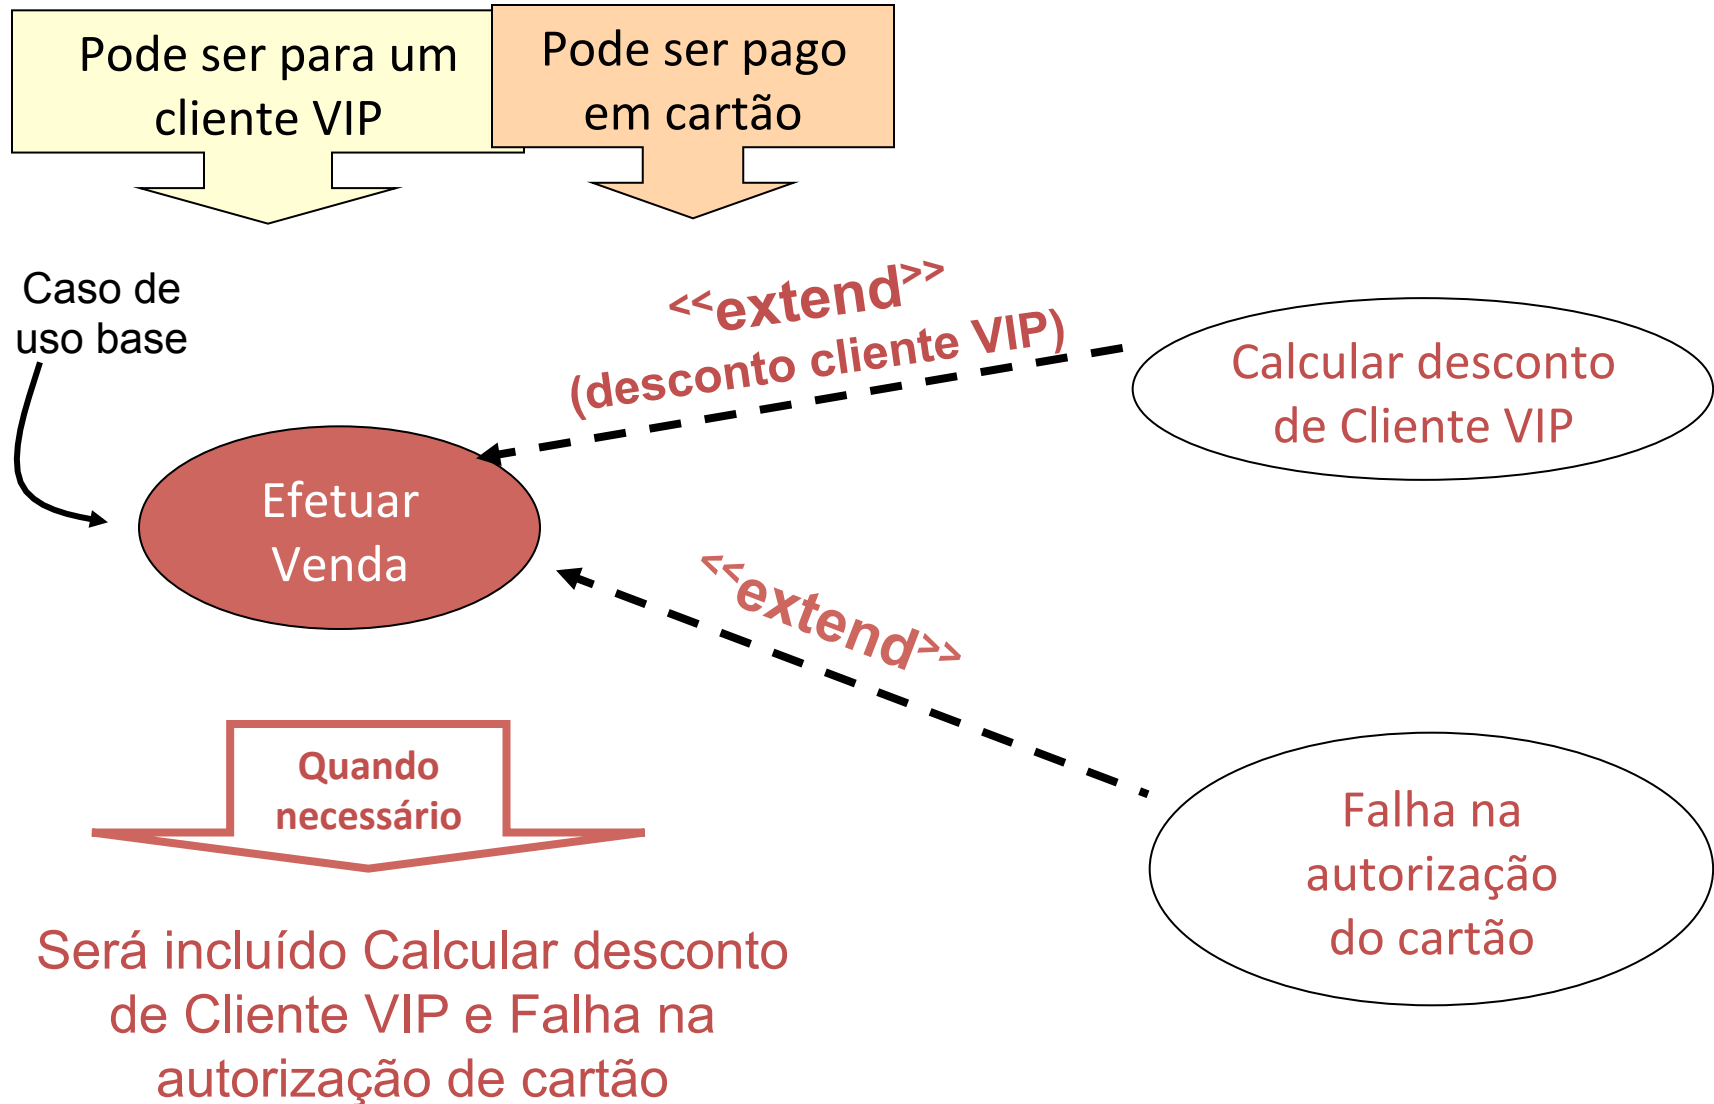 Pode ser para um
cliente VIP
Pode ser pago
em cartão
Caso de
uso base
<<extend>>
(desconto cliente VIP)
Calcular desconto
de Cliente VIP
Efetuar
Venda
<<extend>>
Quando
necessário
Falha na
autorização
do cartão
Será incluído Calcular desconto
de Cliente VIP e Falha na
autorização de cartão